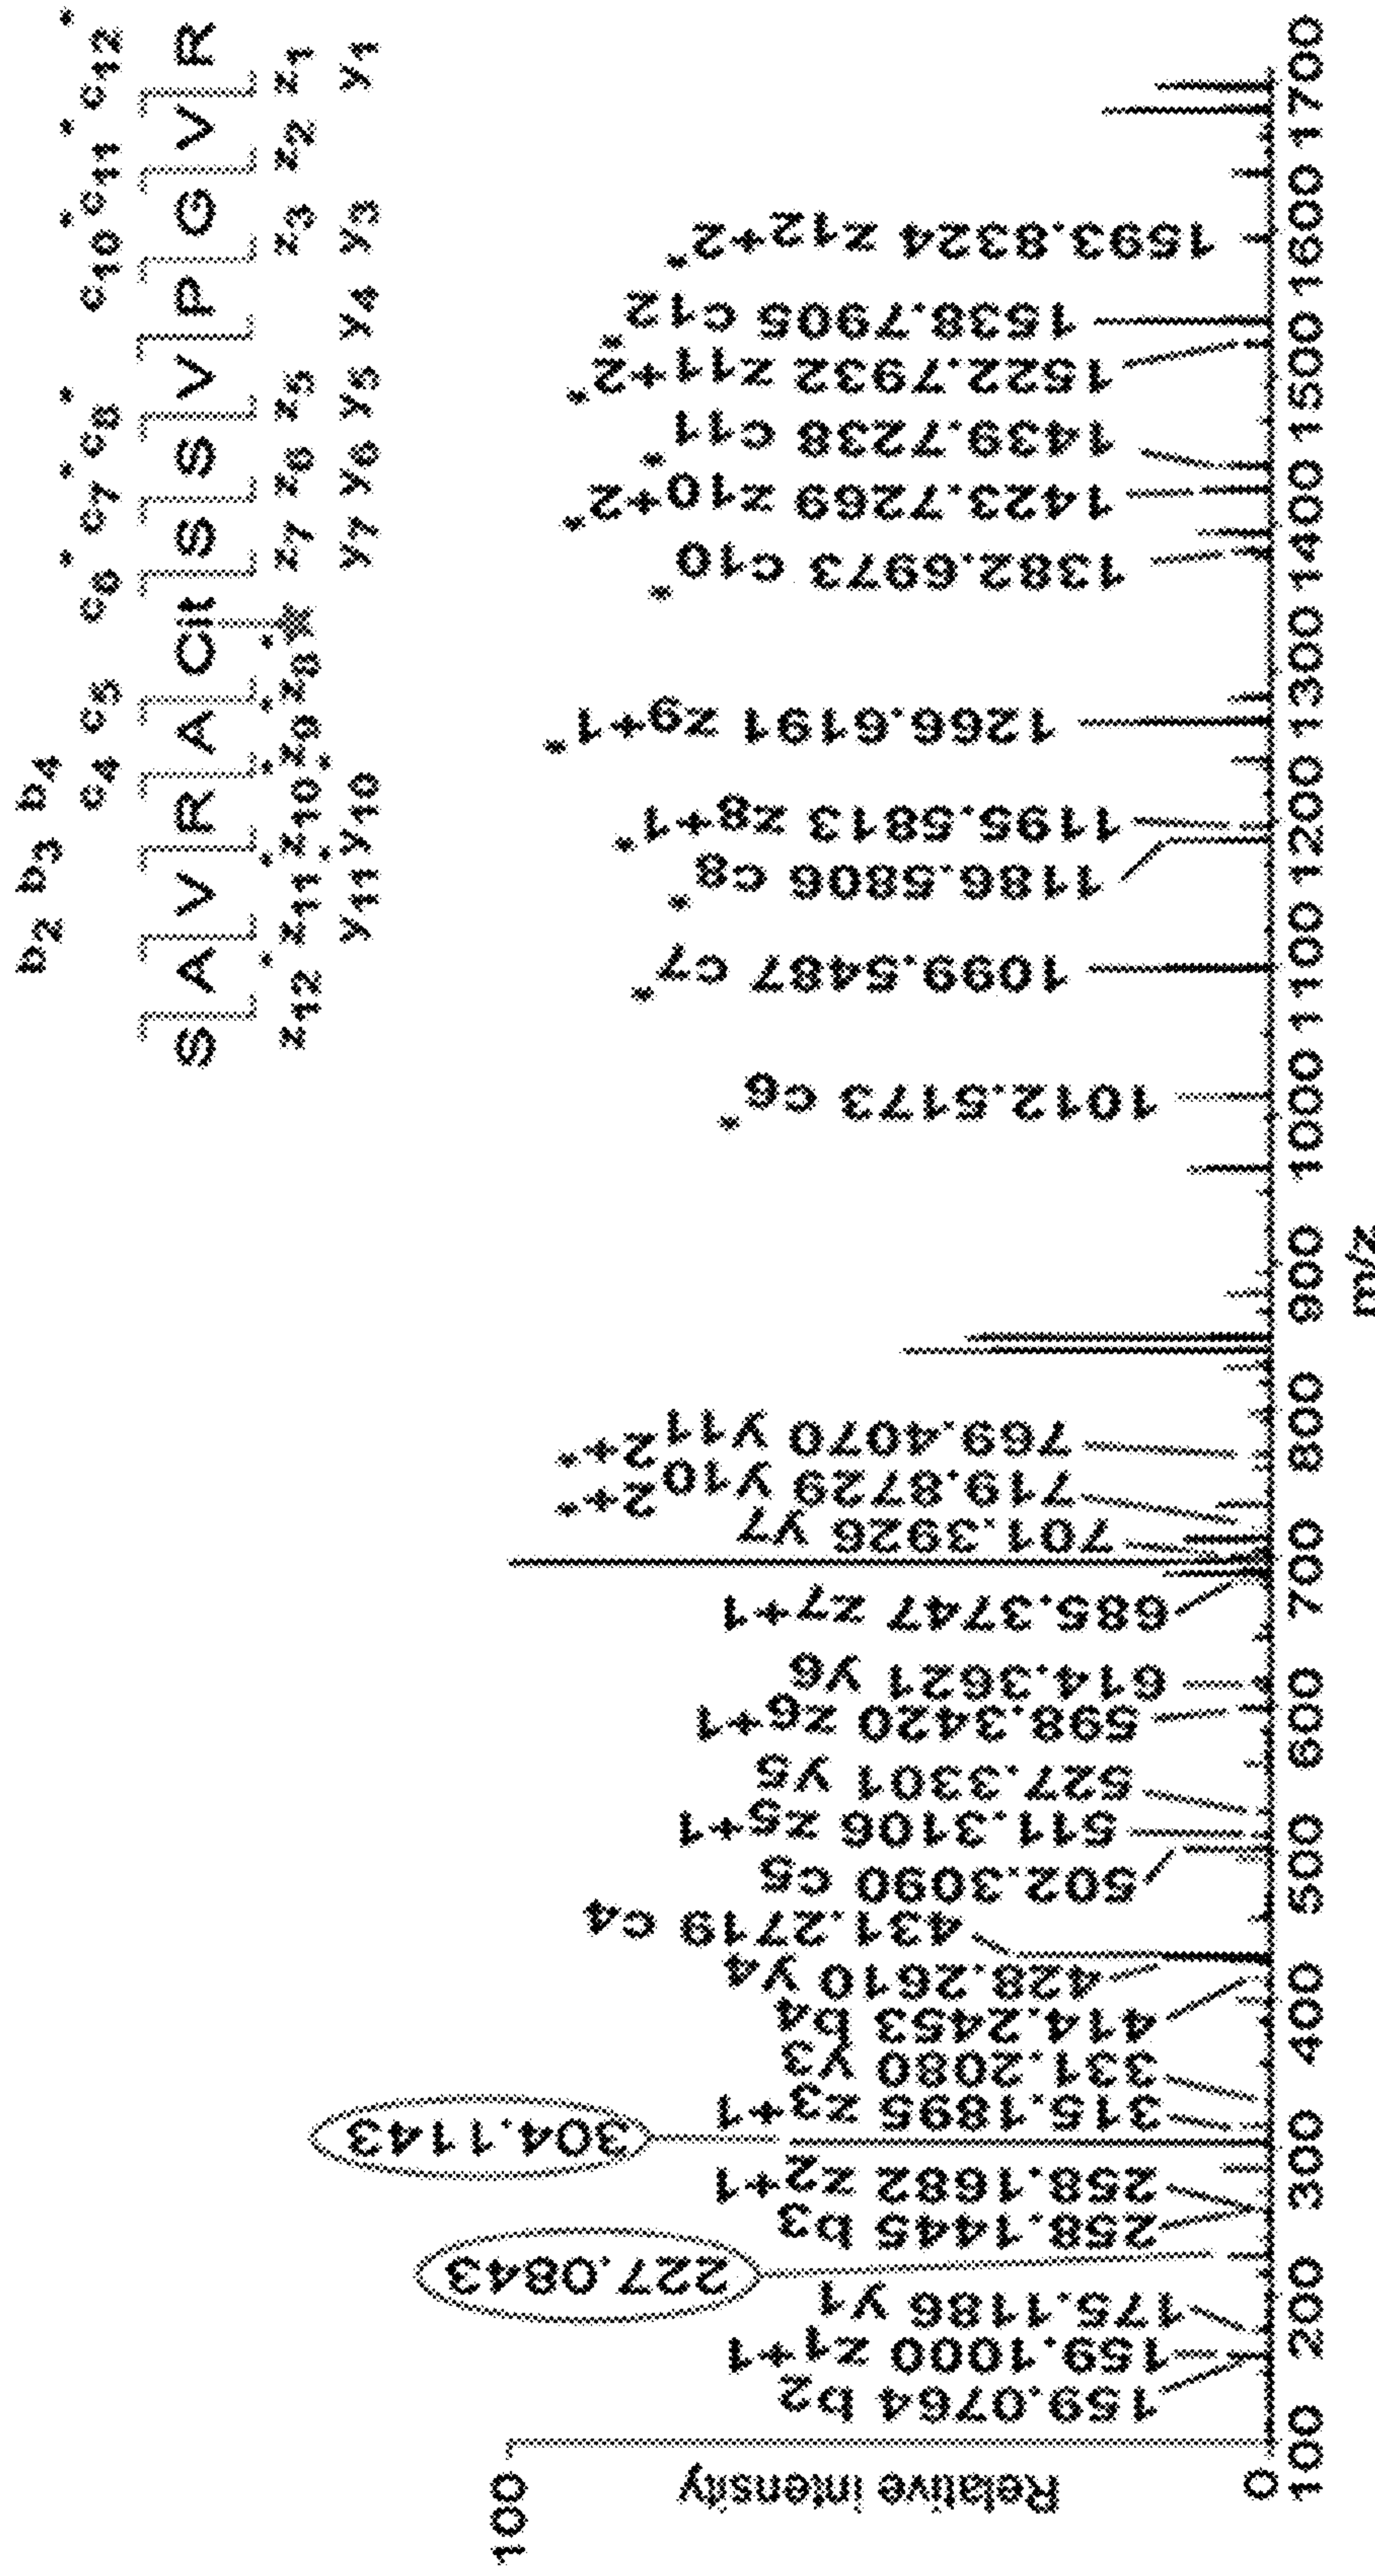 b2 b3 b4
c4 c5 c6* c7* c8* c10* c11* c12*
S A V R A Cit S S V P G V R
z12* z11* z10* z9* z8* z7 z6 z5 z3 z2 z1
y11* y10* y7 y6 y5 y4 y3 y1
100
Relative intensity
0
159.0764 b2
159.1000 z1+1
175.1186 y1
227.0843
258.1445 b3
258.1682 z2+1
304.1143
315.1895 z3+1
331.2080 y3
414.2453 b4
428.2610 y4
431.2719 c4
502.3090 c5
511.3106 z5+1
527.3301 y5
598.3420 z6+1
614.3621 y6
685.3747 z7+1
701.3926 y7
719.8729 y10 2+*
769.4070 y11 2+*
1012.5173 c6*
1099.5487 c7*
1186.5806 c8*
1195.5813 z8+1*
1266.6191 z9+1*
1382.6973 c10*
1423.7269 z10+2*
1439.7238 c11*
1522.7932 z11+2*
1538.7905 c12*
1593.8324 z12+2*
100 200 300 400 500 600 700 800 900 1000 1100 1200 1300 1400 1500 1600 1700
m/z